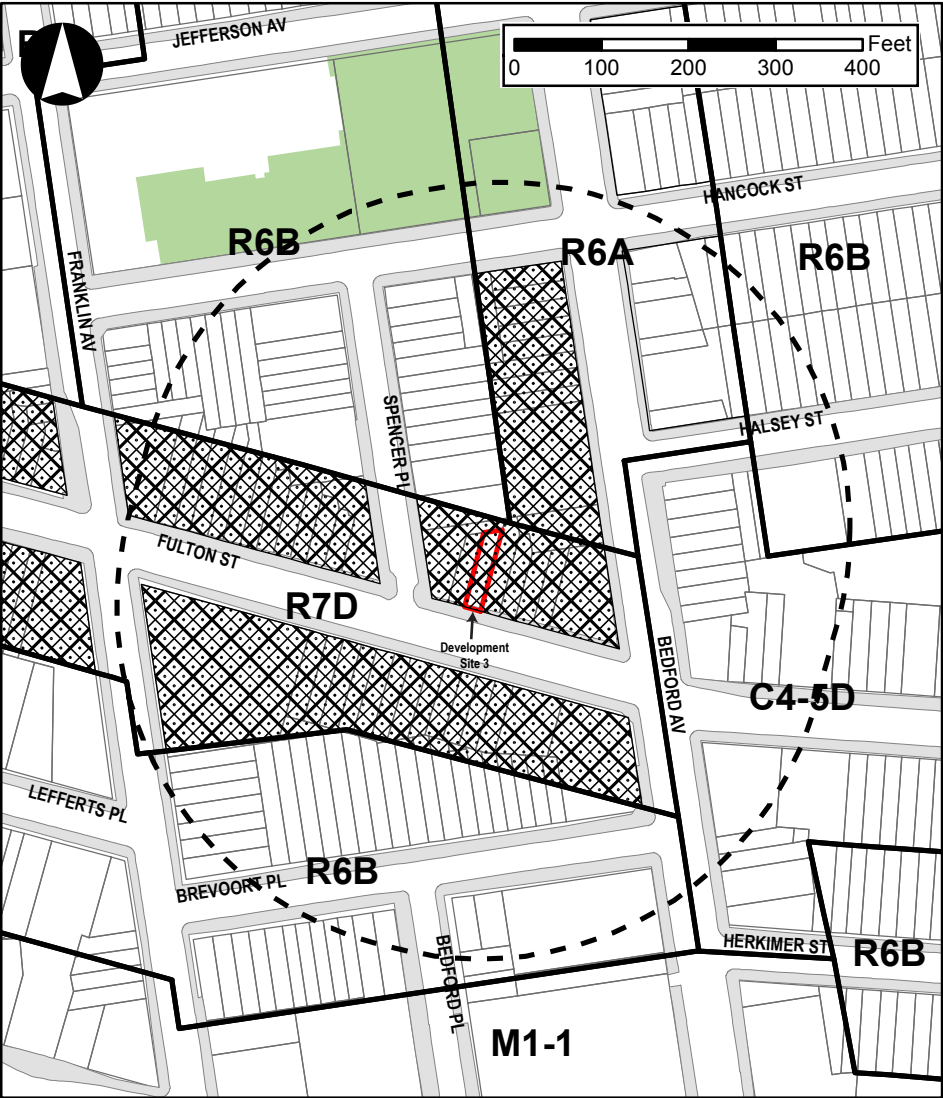 JEFFERSON AV
Feet
0 100 200 300 400
HANCOCK ST
R6B
R6A
R6B
FRANKLIN AV
SPENCER PL
HALSEY ST
FULTON ST
R7D
Development
Site 3
BEDFORD AV
C4-5D
LEFFERTS PL
BREVOORT PL
R6B
BEDFORD PL
HERKIMER ST
R6B
M1-1